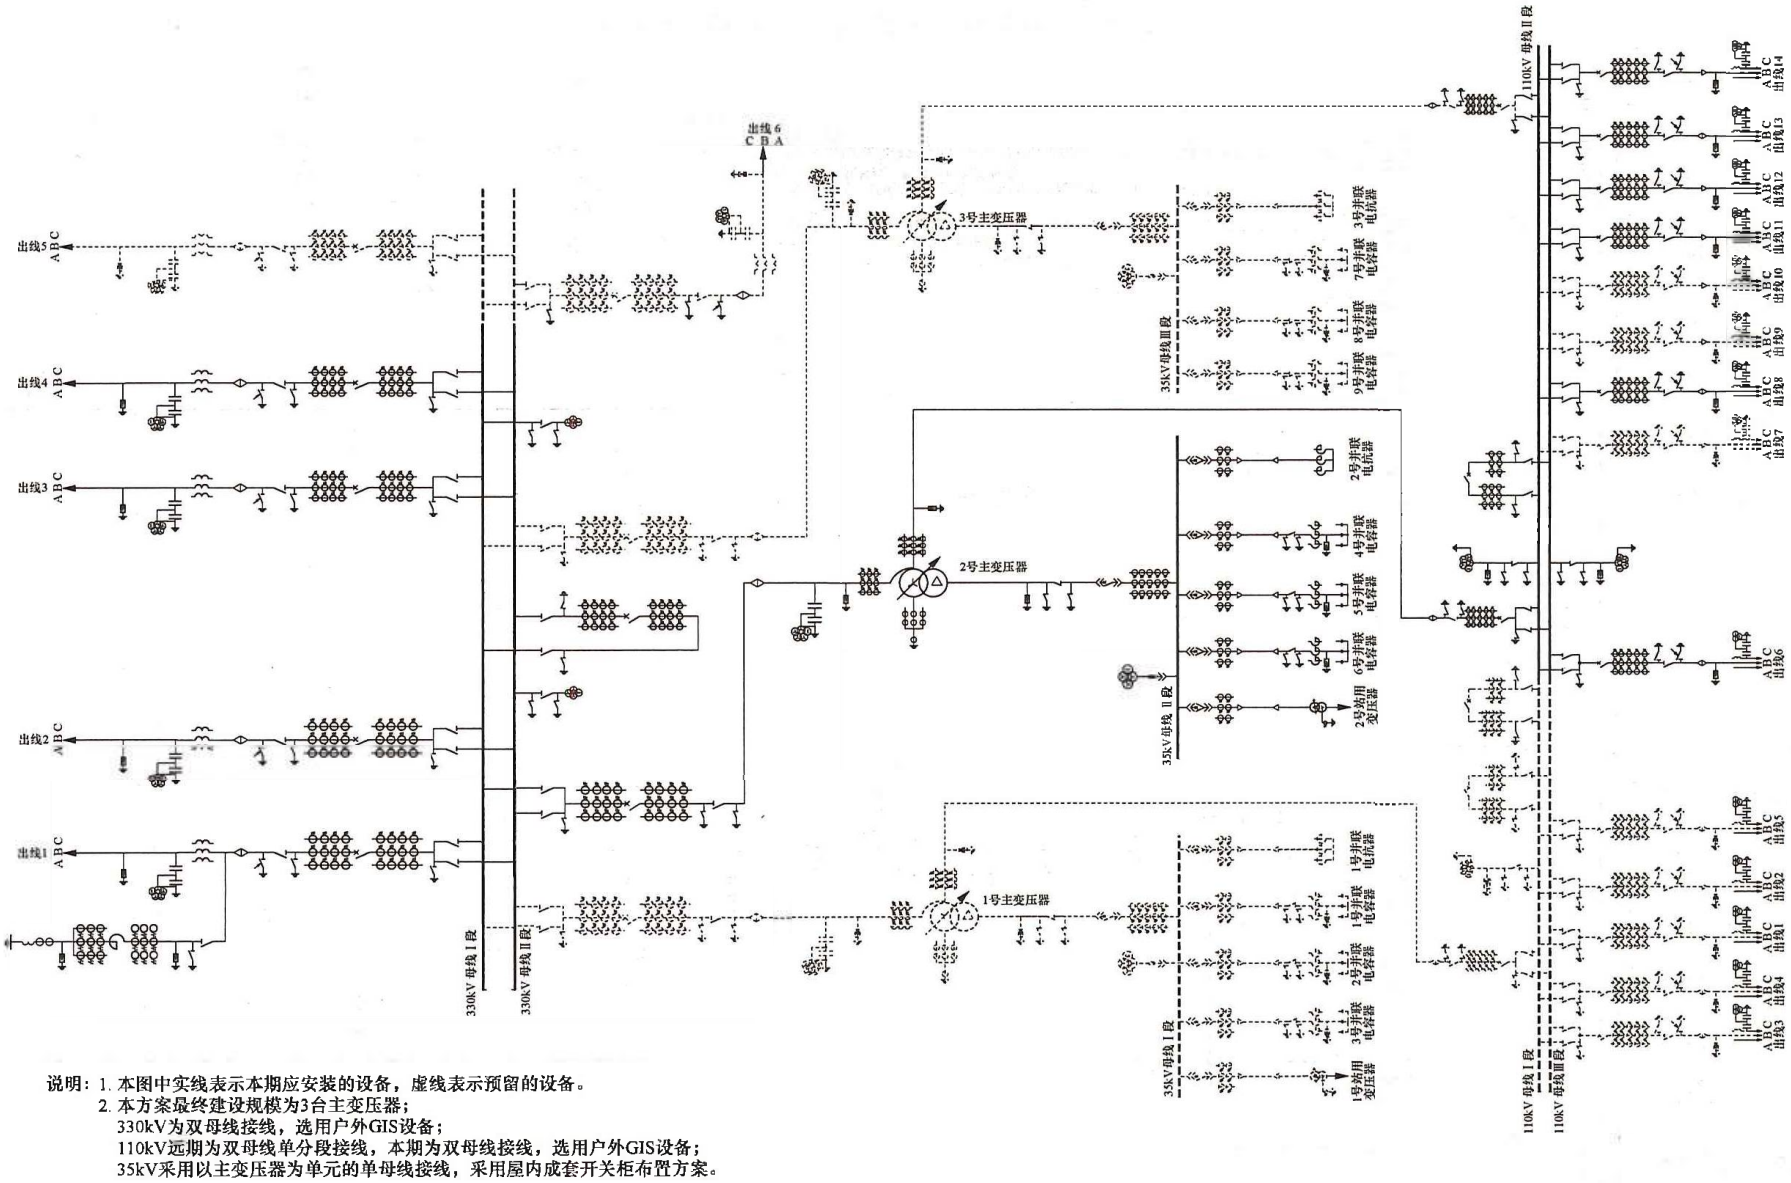 出线5
A B C
出线4
A B C
出线3
A B C
出线2
A B C
出线1
A B C
330kV 母线Ⅰ段
330kV 母线Ⅱ段
出线6
C B A
3号主变压器
2号主变压器
1号主变压器
35kV母线Ⅲ段
3号并联
电抗器
7号并联
电容器
8号并联
电容器
9号并联
电容器
35kV母线 Ⅱ段
2号并联
电抗器
4号并联
电容器
5号并联
电容器
6号并联
电容器
2号站用
变压器
35kV母线Ⅰ段
1号并联
电抗器
1号并联
电容器
2号并联
电容器
3号并联
电容器
1号站用
变压器
110kV 母线Ⅱ段
110kV 母线Ⅰ段
110kV 母线Ⅲ段
A B C
出线14
A B C
出线13
A B C
出线12
A B C
出线11
A B C
出线10
A B C
出线9
A B C
出线8
A B C
出线7
A B C
出线6
A B C
出线5
A B C
出线2
A B C
出线1
A B C
出线4
A B C
出线3
说明：1. 本图中实线表示本期应安装的设备，虚线表示预留的设备。
2. 本方案最终建设规模为3台主变压器；
330kV为双母线接线，选用户外GIS设备；
110kV远期为双母线单分段接线，本期为双母线接线，选用户外GIS设备；
35kV采用以主变压器为单元的单母线接线，采用屋内成套开关柜布置方案。